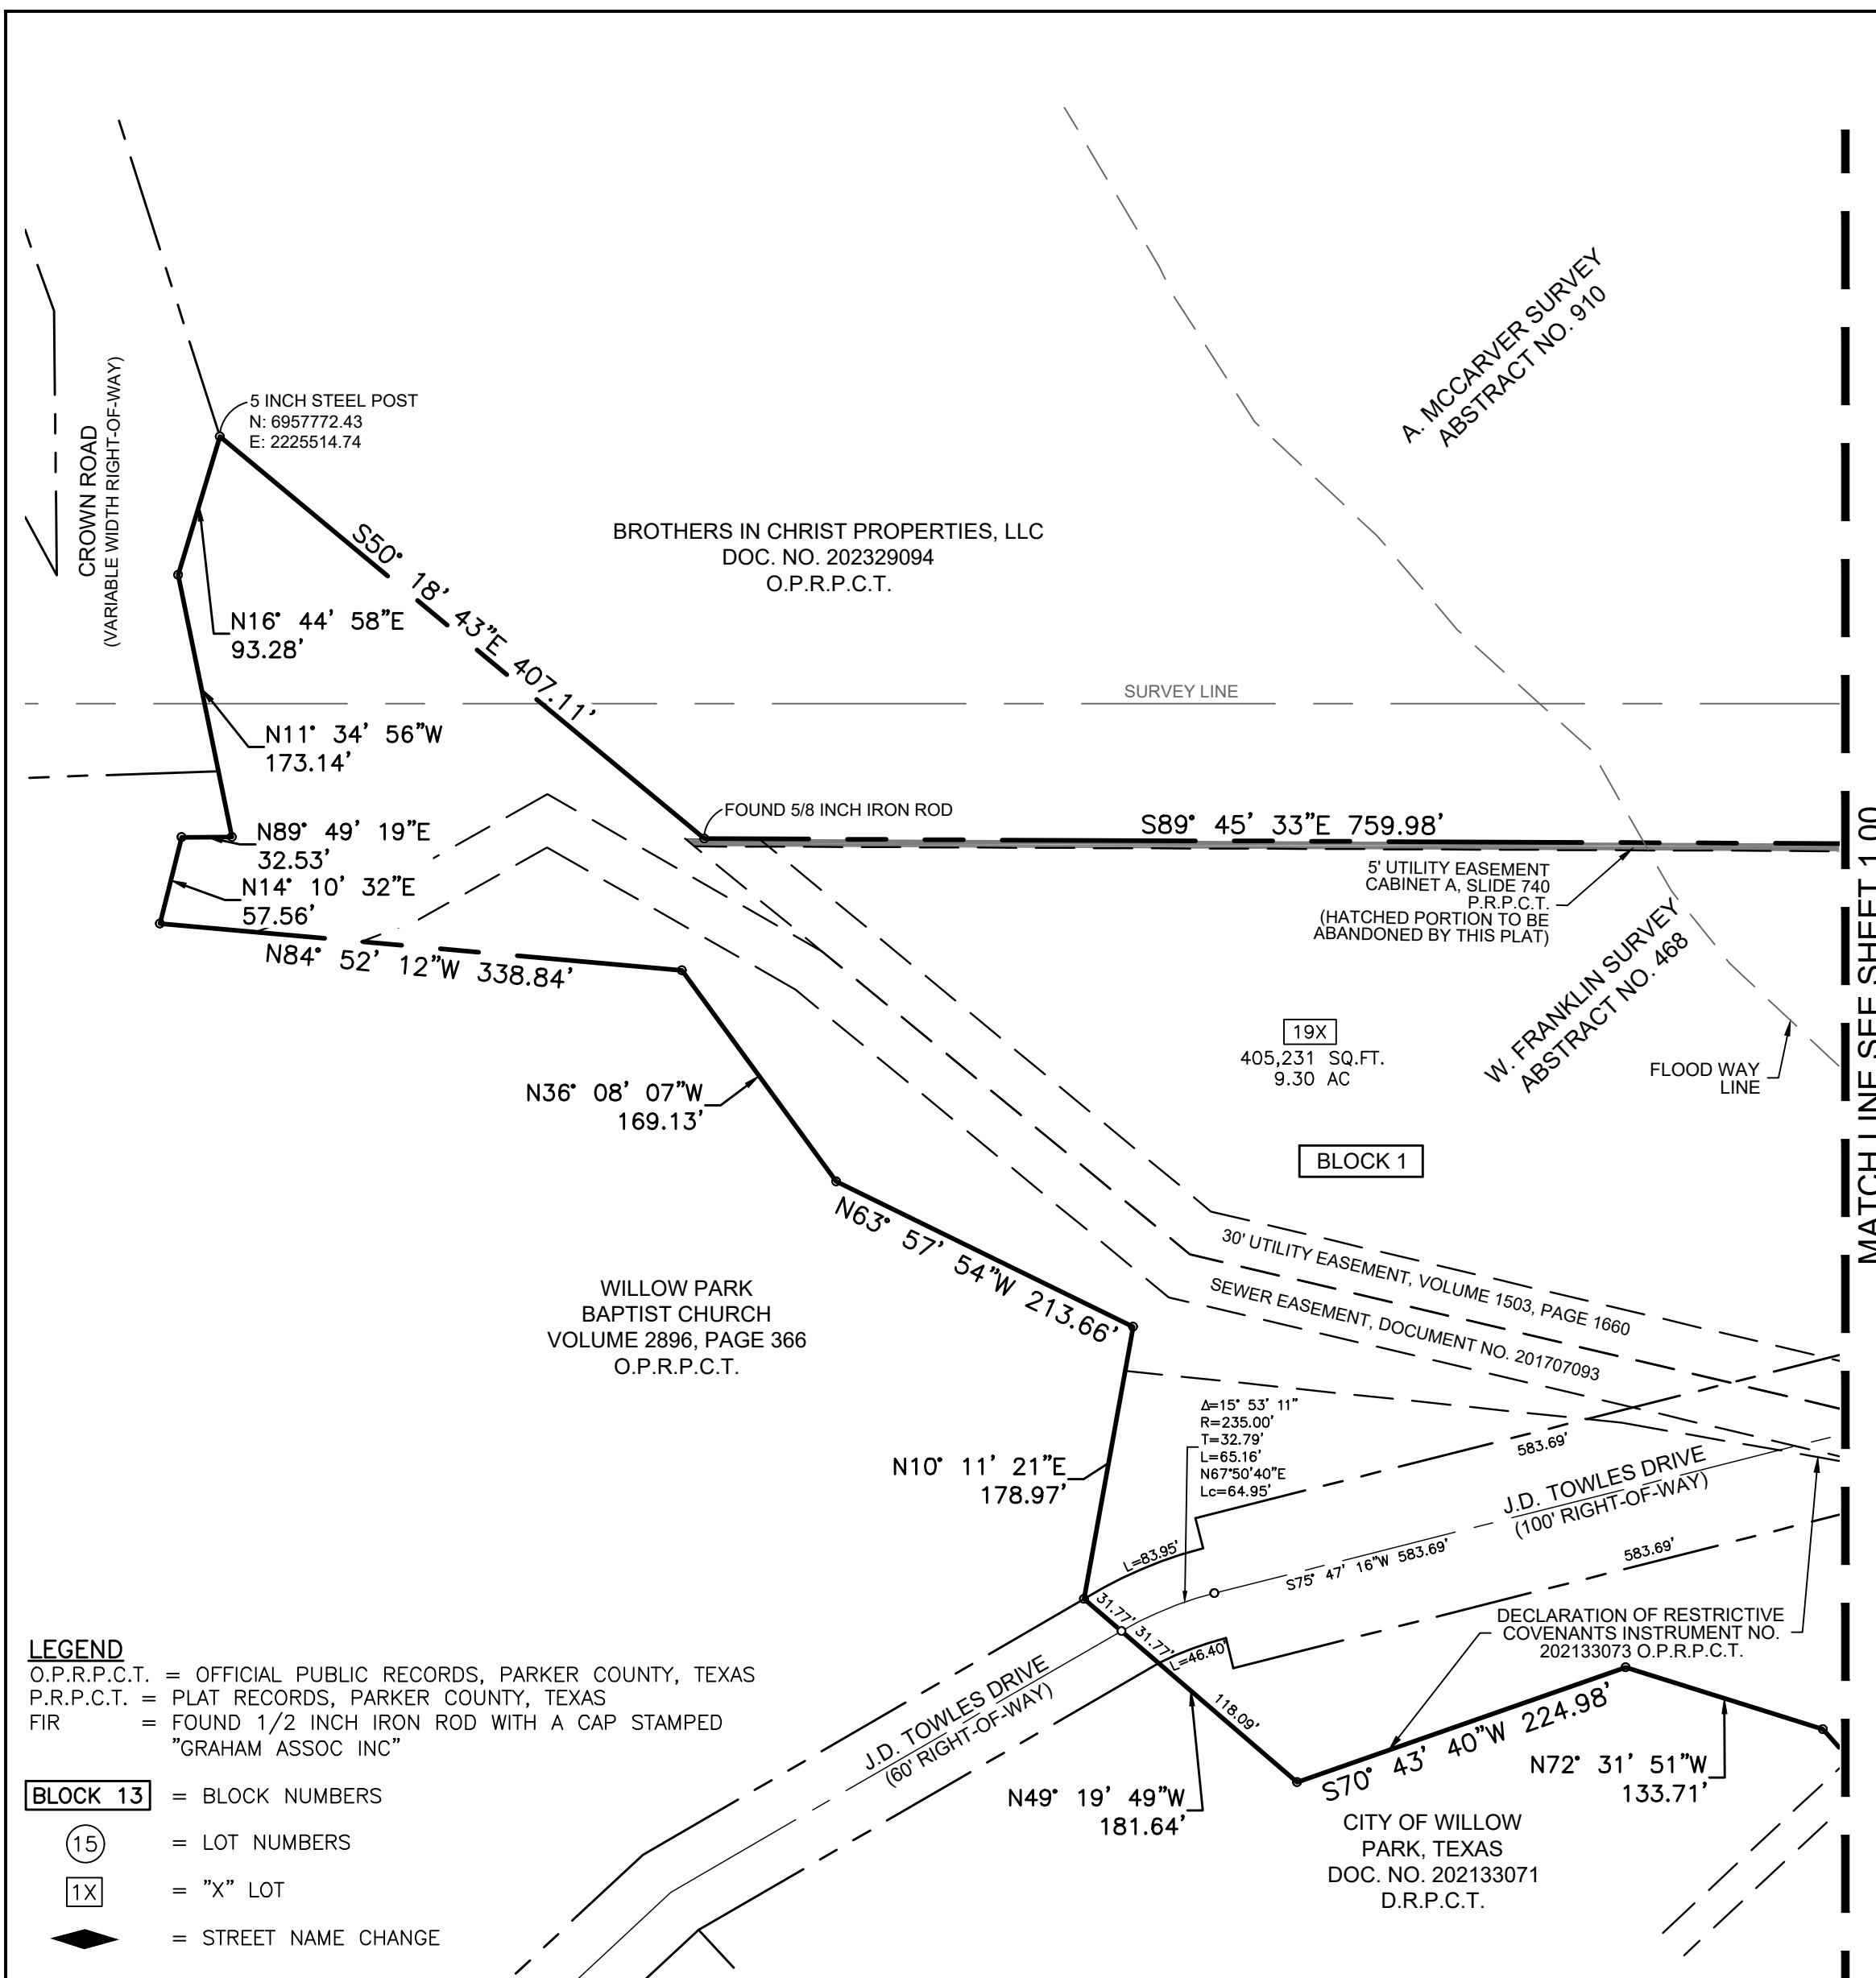 5 INCH STEEL POST
N: 6957772.43
E: 2225514.74
CROWN ROAD
(VARIABLE WIDTH RIGHT-OF-WAY)
A. MCCARVER SURVEY
ABSTRACT NO. 910
BROTHERS IN CHRIST PROPERTIES, LLC
DOC. NO. 202329094
O.P.R.P.C.T.
S50° 18' 43"E 407.11'
N16° 44' 58"E
93.28'
SURVEY LINE
N11° 34' 56"W
173.14'
FOUND 5/8 INCH IRON ROD
S89° 45' 33"E 759.98'
N89° 49' 19"E
32.53'
N14° 10' 32"E
57.56'
N84° 52' 12"W 338.84'
5' UTILITY EASEMENT
CABINET A, SLIDE 740
P.R.P.C.T.
(HATCHED PORTION TO BE
ABANDONED BY THIS PLAT)
W. FRANKLIN SURVEY
ABSTRACT NO. 468
MATCH LINE SEE SHEET 1.00
19X
405,231 SQ.FT.
9.30 AC
FLOOD WAY
LINE
N36° 08' 07"W
169.13'
BLOCK 1
N63° 57' 54"W 213.66'
30' UTILITY EASEMENT, VOLUME 1503, PAGE 1660
SEWER EASEMENT, DOCUMENT NO. 201707093
WILLOW PARK
BAPTIST CHURCH
VOLUME 2896, PAGE 366
O.P.R.P.C.T.
Δ=15° 53' 11"
R=235.00'
T=32.79'
L=65.16'
N67°50'40"E
Lc=64.95'
N10° 11' 21"E
178.97'
583.69'
J.D. TOWLES DRIVE
(100' RIGHT-OF-WAY)
L=83.95'
S75° 47' 16"W 583.69'
583.69'
31.77'
31.77'
L=46.40'
118.09'
DECLARATION OF RESTRICTIVE
COVENANTS INSTRUMENT NO.
202133073 O.P.R.P.C.T.
J.D. TOWLES DRIVE
(60' RIGHT-OF-WAY)
N49° 19' 49"W
181.64'
S70° 43' 40"W 224.98'
N72° 31' 51"W
133.71'
CITY OF WILLOW
PARK, TEXAS
DOC. NO. 202133071
D.R.P.C.T.
LEGEND
O.P.R.P.C.T. = OFFICIAL PUBLIC RECORDS, PARKER COUNTY, TEXAS
P.R.P.C.T. = PLAT RECORDS, PARKER COUNTY, TEXAS
FIR = FOUND 1/2 INCH IRON ROD WITH A CAP STAMPED
"GRAHAM ASSOC INC"
BLOCK 13 = BLOCK NUMBERS
15 = LOT NUMBERS
1X = "X" LOT
= STREET NAME CHANGE